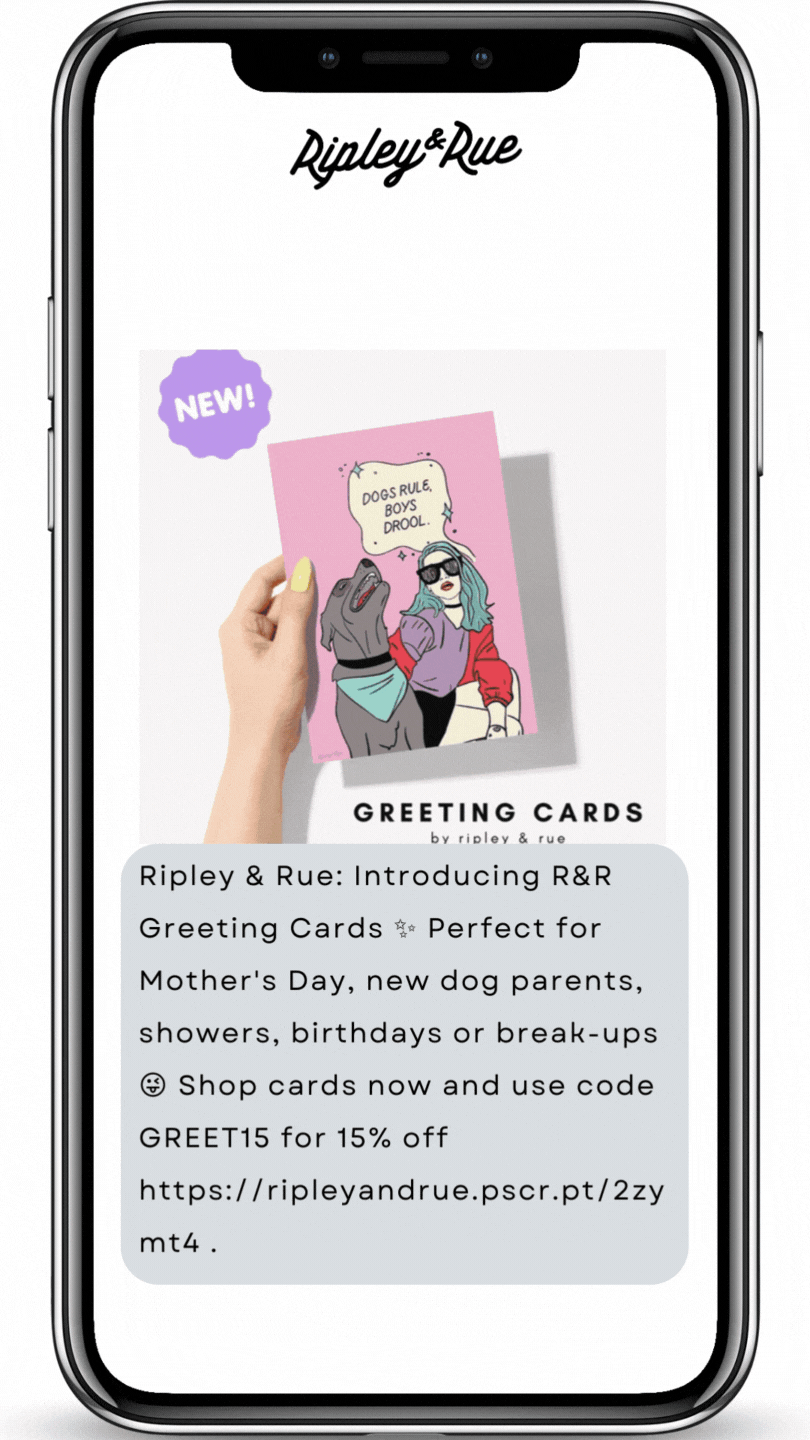 Ripley&Rue
NEW!
DOGS RULE,
BOYS
DROOL.
GREETING CARDS
by ripley & rue
Ripley & Rue: Introducing R&R
Greeting Cards ✨ Perfect for
Mother's Day, new dog parents,
showers, birthdays or break-ups
😜 Shop cards now and use code
GREET15 for 15% off
https://ripleyandrue.pscr.pt/2zy
mt4 .